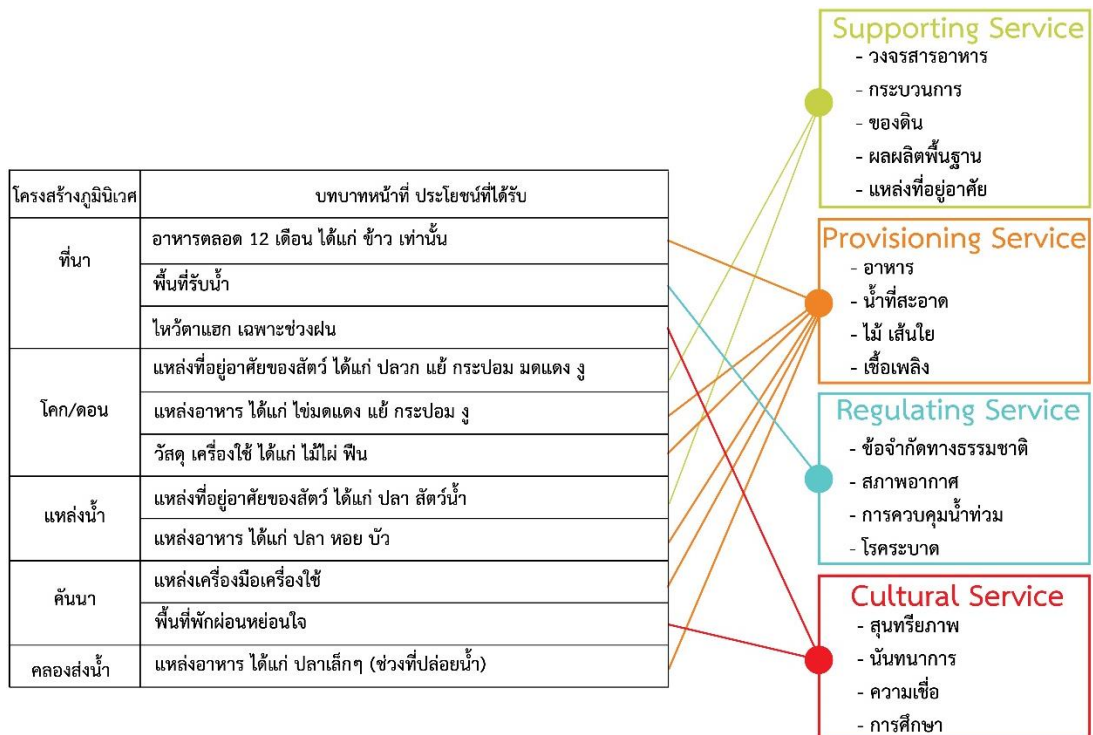 โครงสร้างภูมินิเวศ
บทบาทหน้าที่ ประโยชน์ที่ได้รับ
ที่นา
อาหารตลอด 12 เดือน ได้แก่ ข้าว เท่านั้น
พื้นที่รับน้ำ
ไหว้ตาแฮก เฉพาะช่วงฝน
โคก/ดอน
แหล่งที่อยู่อาศัยของสัตว์ ได้แก่ ปลวก แย้ กระปอม มดแดง งู
แหล่งอาหาร ได้แก่ ไข่มดแดง แย้ กระปอม งู
วัสดุ เครื่องใช้ ได้แก่ ไม้ไผ่ ฟืน
แหล่งน้ำ
แหล่งที่อยู่อาศัยของสัตว์ ได้แก่ ปลา สัตว์น้ำ
แหล่งอาหาร ได้แก่ ปลา หอย บัว
คันนา
แหล่งเครื่องมือเครื่องใช้
พื้นที่พักผ่อนหย่อนใจ
คลองส่งน้ำ
แหล่งอาหาร ได้แก่ ปลาเล็กๆ (ช่วงที่ปล่อยน้ำ)
Supporting Service
- วงจรสารอาหาร
- กระบวนการ
- ของดิน
- ผลผลิตพื้นฐาน
- แหล่งที่อยู่อาศัย
Provisioning Service
- อาหาร
- น้ำที่สะอาด
- ไม้ เส้นใย
- เชื้อเพลิง
Regulating Service
- ข้อจำกัดทางธรรมชาติ
- สภาพอากาศ
- การควบคุมน้ำท่วม
- โรคระบาด
Cultural Service
- สุนทรียภาพ
- นันทนาการ
- ความเชื่อ
- การศึกษา